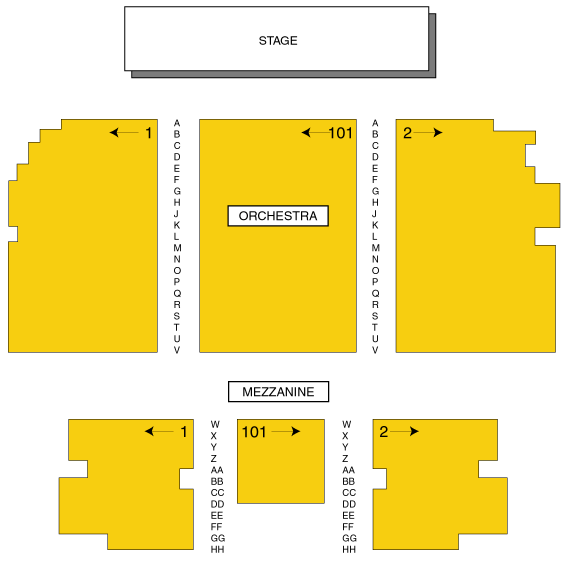 STAGE
1
101
2
A
B
C
D
E
F
G
H
J
K
L
M
N
O
P
Q
R
S
T
U
V
ORCHESTRA
A
B
C
D
E
F
G
H
J
K
L
M
N
O
P
Q
R
S
T
U
V
MEZZANINE
1
101
2
W
X
Y
Z
AA
BB
CC
DD
EE
FF
GG
HH
W
X
Y
Z
AA
BB
CC
DD
EE
FF
GG
HH